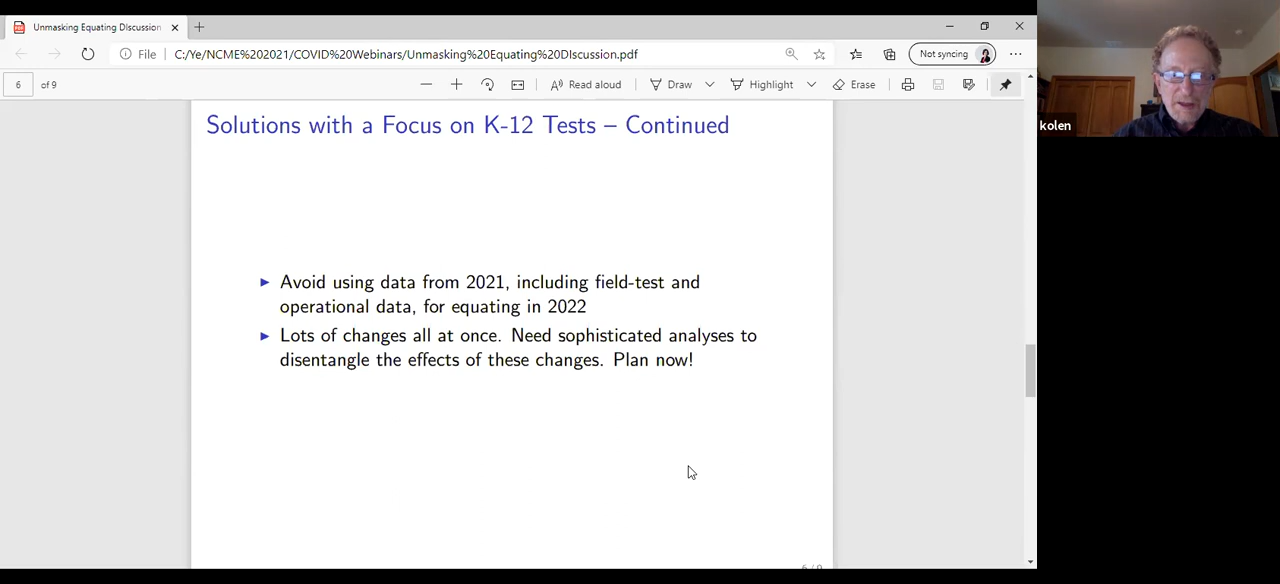 Unmasking Equating DIscussion
File
C:/Ye/NCME%202021/COVID%20Webinars/Unmasking%20Equating%20DIscussion.pdf
Not syncing
6
of 9
Read aloud
Draw
Highlight
Erase
Solutions with a Focus on K-12 Tests – Continued
Avoid using data from 2021, including field-test and
operational data, for equating in 2022
Lots of changes all at once. Need sophisticated analyses to
disentangle the effects of these changes. Plan now!
6 / 9
kolen